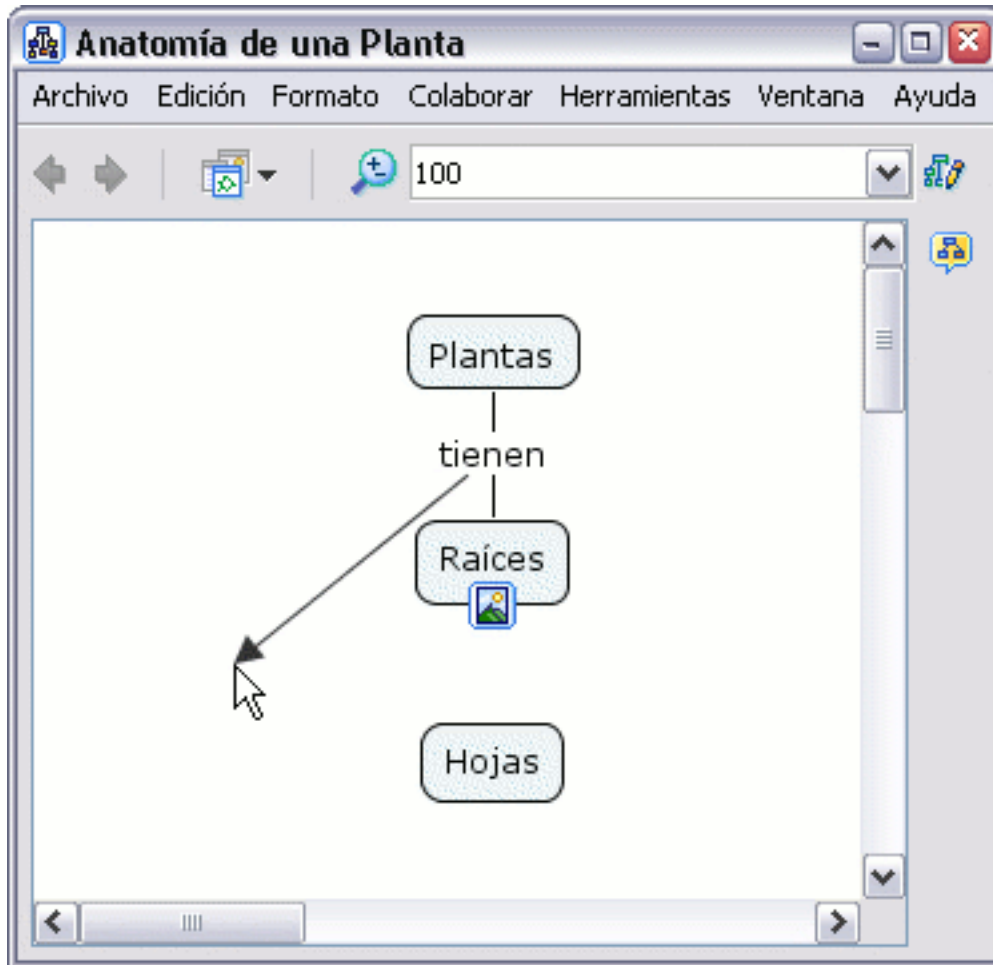 Anatomía de una Planta
Archivo Edición Formato Colaborar Herramientas Ventana Ayuda
100
Plantas
tienen
Raíces
Hojas